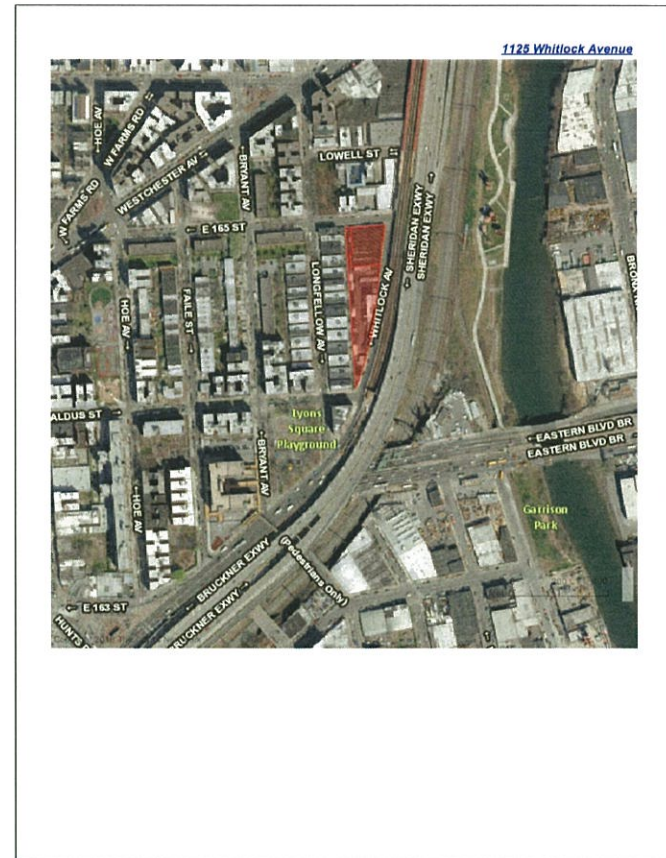 1125 Whitlock Avenue
HOE AV
W FARMS RD
W FARMS RD
WESTCHESTER AV
BRYANT AV
LOWELL ST
SHERIDAN EXWY
SHERIDAN EXWY
E 165 ST
WHITLOCK AV
LONGFELLOW AV
HOE AV
FAILE ST
ALDUS ST
Lyons
Square
Playground
BRYANT AV
EASTERN BLVD BR
EASTERN BLVD BR
HOE AV
Garrison
Park
BRUCKNER EXWY
(Pedestrians Only)
BRUCKNER EXWY
E 163 ST
HUNTS